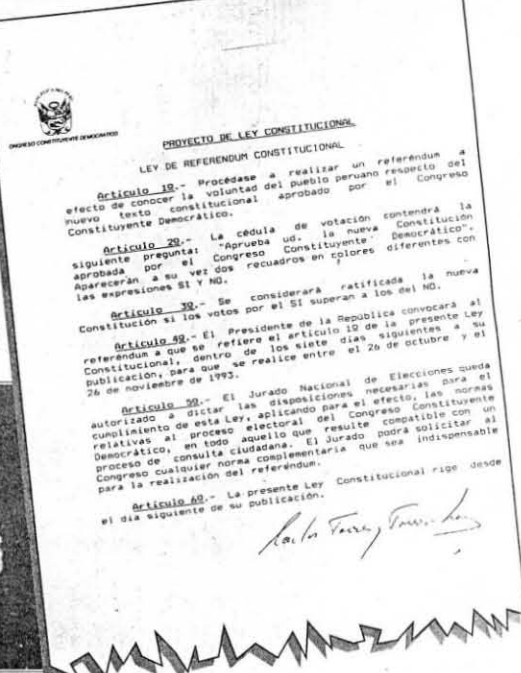 CONGRESO CONSTITUYENTE DEMOCRATICO
PROYECTO DE LEY CONSTITUCIONAL
LEY DE REFERENDUM CONSTITUCIONAL
Artículo 1º.- Procédase a realizar un referéndum a
efecto de conocer la voluntad del pueblo peruano respecto del
nuevo texto constitucional aprobado por el Congreso
Constituyente Democrático.
Artículo 2º.- La cédula de votación contendrá la
siguiente pregunta: "Aprueba ud. la nueva Constitución
aprobada por el Congreso Constituyente Democrático".
Aparecerán a su vez dos recuadros en colores diferentes con
las expresiones SI Y NO.
Artículo 3º.- Se considerará ratificada la nueva
Constitución si los votos por el SI superan a los del NO.
Artículo 4º.- El Presidente de la República convocará al
referéndum a que se refiere el artículo 1º de la presente Ley
Constitucional, dentro de los siete días siguientes a su
publicación, para que se realice entre el 26 de octubre y el
26 de noviembre de 1993.
Artículo 5º.- El Jurado Nacional de Elecciones queda
autorizado a dictar las disposiciones necesarias para el
cumplimiento de esta Ley, aplicando para el efecto, las normas
relativas al proceso electoral del Congreso Constituyente
Democrático, en todo aquello que resulte compatible con un
proceso de consulta ciudadana. El Jurado podrá solicitar al
Congreso cualquier norma complementaria que sea indispensable
para la realización del referéndum.
Artículo 6º.- La presente Ley Constitucional rige desde
el día siguiente de su publicación.
Carlos Torres y Torres Lara